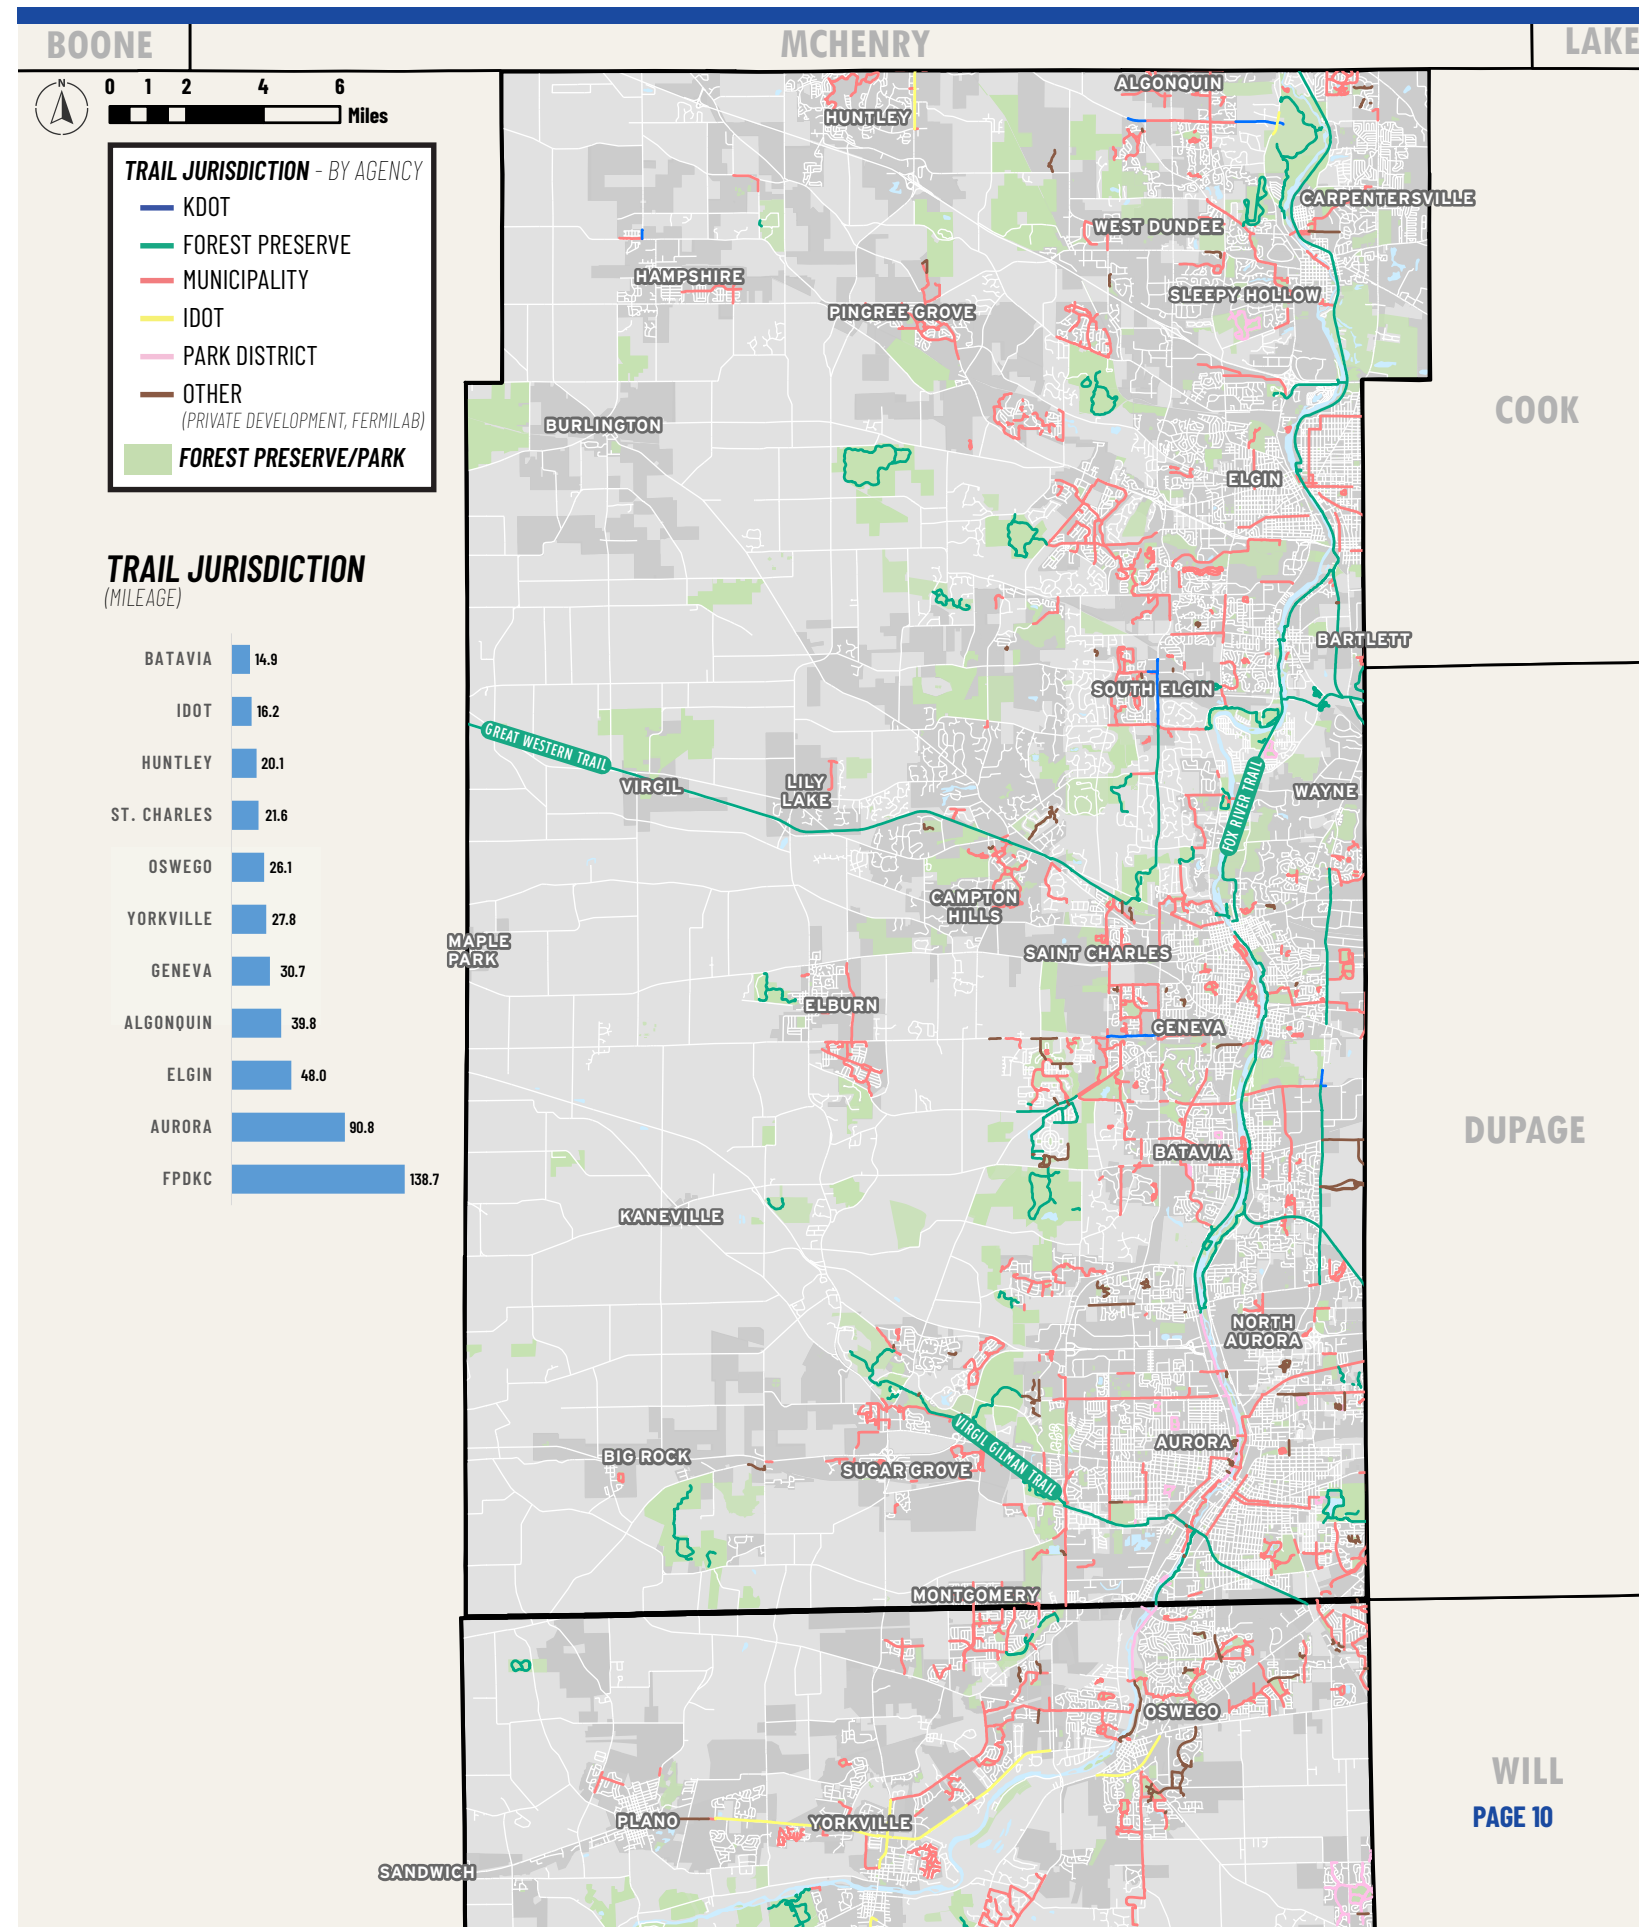 BOONE
MCHENRY
LAKE
N
0 1 2 4 6
Miles
TRAIL JURISDICTION - BY AGENCY
KDOT
FOREST PRESERVE
MUNICIPALITY
IDOT
PARK DISTRICT
OTHER
(PRIVATE DEVELOPMENT, FERMILAB)
FOREST PRESERVE/PARK
TRAIL JURISDICTION
(MILEAGE)
BATAVIA 14.9
IDOT 16.2
HUNTLEY 20.1
ST. CHARLES 21.6
OSWEGO 26.1
YORKVILLE 27.8
GENEVA 30.7
ALGONQUIN 39.8
ELGIN 48.0
AURORA 90.8
FPDKC 138.7
ALGONQUIN
HUNTLEY
CARPENTERSVILLE
WEST DUNDEE
HAMPSHIRE
SLEEPY HOLLOW
PINGREE GROVE
BURLINGTON
ELGIN
BARTLETT
SOUTH ELGIN
GREAT WESTERN TRAIL
VIRGIL
LILY
LAKE
FOX RIVER TRAIL
WAYNE
CAMPTON
HILLS
MAPLE
PARK
SAINT CHARLES
ELBURN
GENEVA
BATAVIA
KANEVILLE
NORTH
AURORA
VIRGIL GILMAN TRAIL
AURORA
BIG ROCK
SUGAR GROVE
MONTGOMERY
OSWEGO
PLANO
YORKVILLE
SANDWICH
COOK
DUPAGE
WILL
PAGE 10